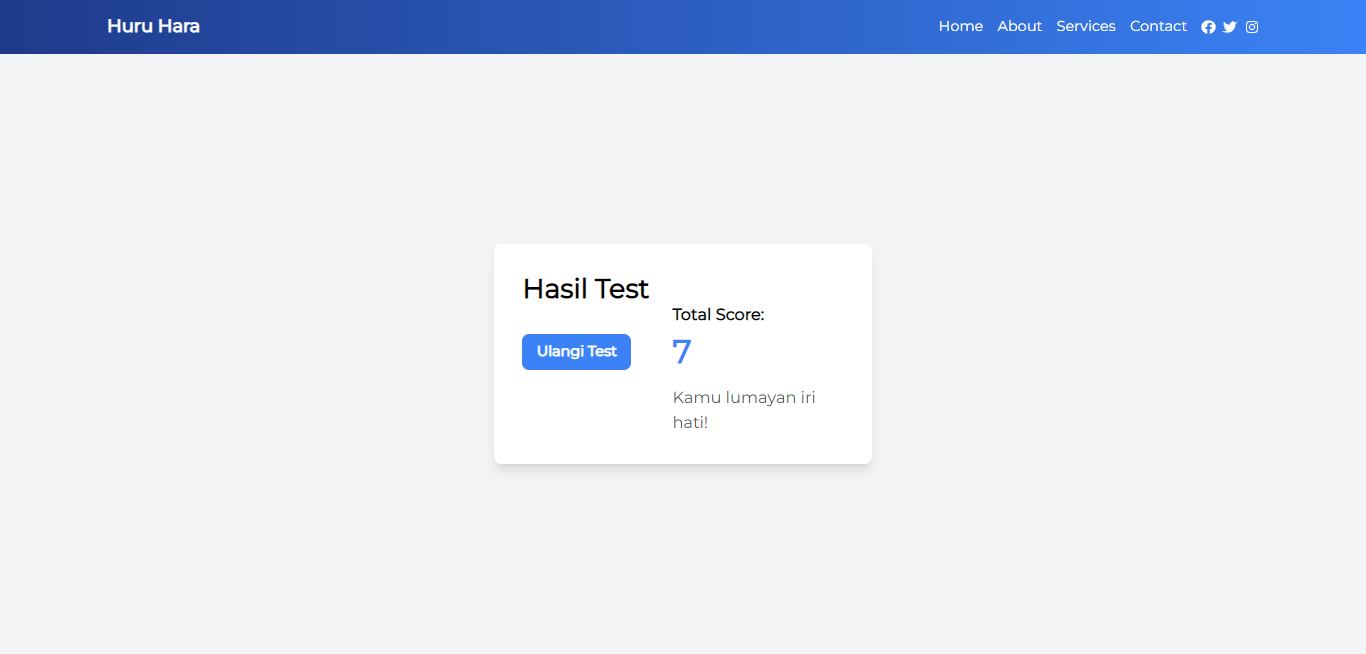 Huru Hara
Home About Services Contact
Hasil Test
Ulangi Test
Total Score:
7
Kamu lumayan iri
hati!